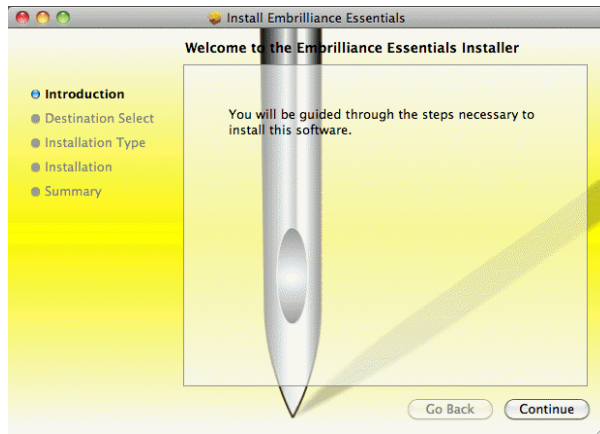 Install Embrilliance Essentials
Welcome to the Embrilliance Essentials Installer
Introduction
Destination Select
Installation Type
Installation
Summary
You will be guided through the steps necessary to
install this software.
Go Back
Continue